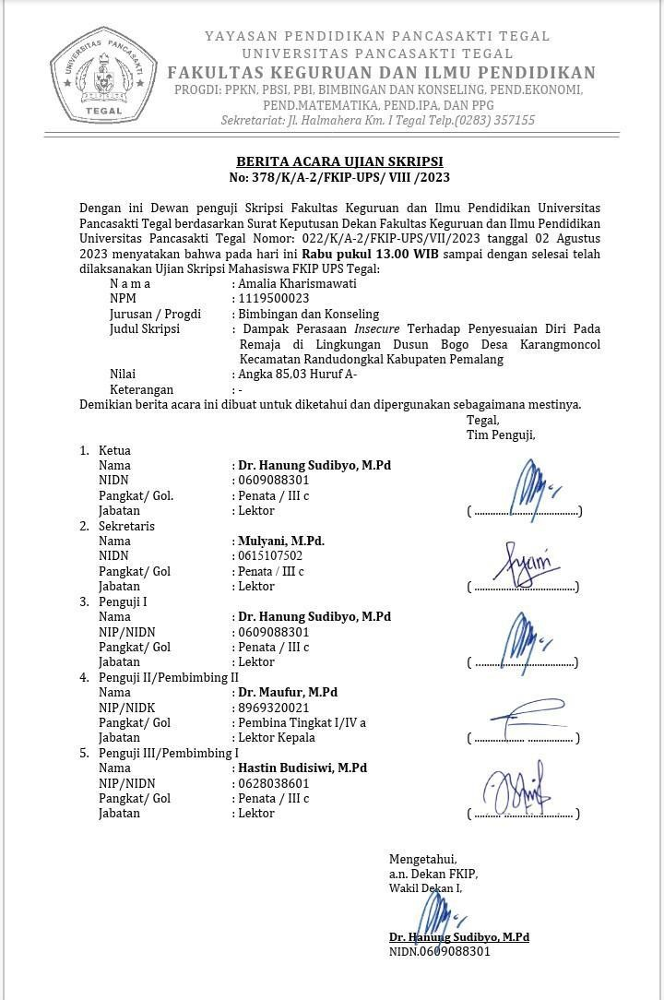 UNIVERSITAS PANCASAKTI
TEGAL
YAYASAN PENDIDIKAN PANCASAKTI TEGAL
UNIVERSITAS PANCASAKTI TEGAL
FAKULTAS KEGURUAN DAN ILMU PENDIDIKAN
PROGDI: PPKN, PBSI, PBI, BIMBINGAN DAN KONSELING, PEND.EKONOMI,
PEND.MATEMATIKA, PEND.IPA, DAN PPG
Sekretariat: Jl. Halmahera Km. I Tegal Telp.(0283) 357155
BERITA ACARA UJIAN SKRIPSI
No: 378/K/A-2/FKIP-UPS/ VIII /2023
Dengan ini Dewan penguji Skripsi Fakultas Keguruan dan Ilmu Pendidikan Universitas
Pancasakti Tegal berdasarkan Surat Keputusan Dekan Fakultas Keguruan dan Ilmu Pendidikan
Universitas Pancasakti Tegal Nomor: 022/K/A-2/FKIP-UPS/VII/2023 tanggal 02 Agustus
2023 menyatakan bahwa pada hari ini Rabu pukul 13.00 WIB sampai dengan selesai telah
dilaksanakan Ujian Skripsi Mahasiswa FKIP UPS Tegal:
N a m a : Amalia Kharismawati
NPM : 1119500023
Jurusan / Progdi : Bimbingan dan Konseling
Judul Skripsi : Dampak Perasaan Insecure Terhadap Penyesuaian Diri Pada
Remaja di Lingkungan Dusun Bogo Desa Karangmoncol
Kecamatan Randudongkal Kabupaten Pemalang
Nilai : Angka 85,03 Huruf A-
Keterangan : -
Demikian berita acara ini dibuat untuk diketahui dan dipergunakan sebagaimana mestinya.
Tegal,
Tim Penguji,
1. Ketua
Nama : Dr. Hanung Sudibyo, M.Pd
NIDN : 0609088301
Pangkat/ Gol. : Penata / III c
Jabatan : Lektor ( ........................................)
2. Sekretaris
Nama : Mulyani, M.Pd.
NIDN : 0615107502
Pangkat/ Gol : Penata / III c
Jabatan : Lektor ( .......................................)
3. Penguji I
Nama : Dr. Hanung Sudibyo, M.Pd
NIP/NIDN : 0609088301
Pangkat/ Gol : Penata / III c
Jabatan : Lektor ( ......................................)
4. Penguji II/Pembimbing II
Nama : Dr. Maufur, M.Pd
NIP/NIDK : 8969320021
Pangkat/ Gol : Pembina Tingkat I/IV a
Jabatan : Lektor Kepala ( ................... .................. )
5. Penguji III/Pembimbing I
Nama : Hastin Budisiwi, M.Pd
NIP/NIDN : 0628038601
Pangkat/ Gol : Penata / III c
Jabatan : Lektor ( .......... ........................... )
Mengetahui,
a.n. Dekan FKIP,
Wakil Dekan I,
Dr. Hanung Sudibyo, M.Pd
NIDN.0609088301